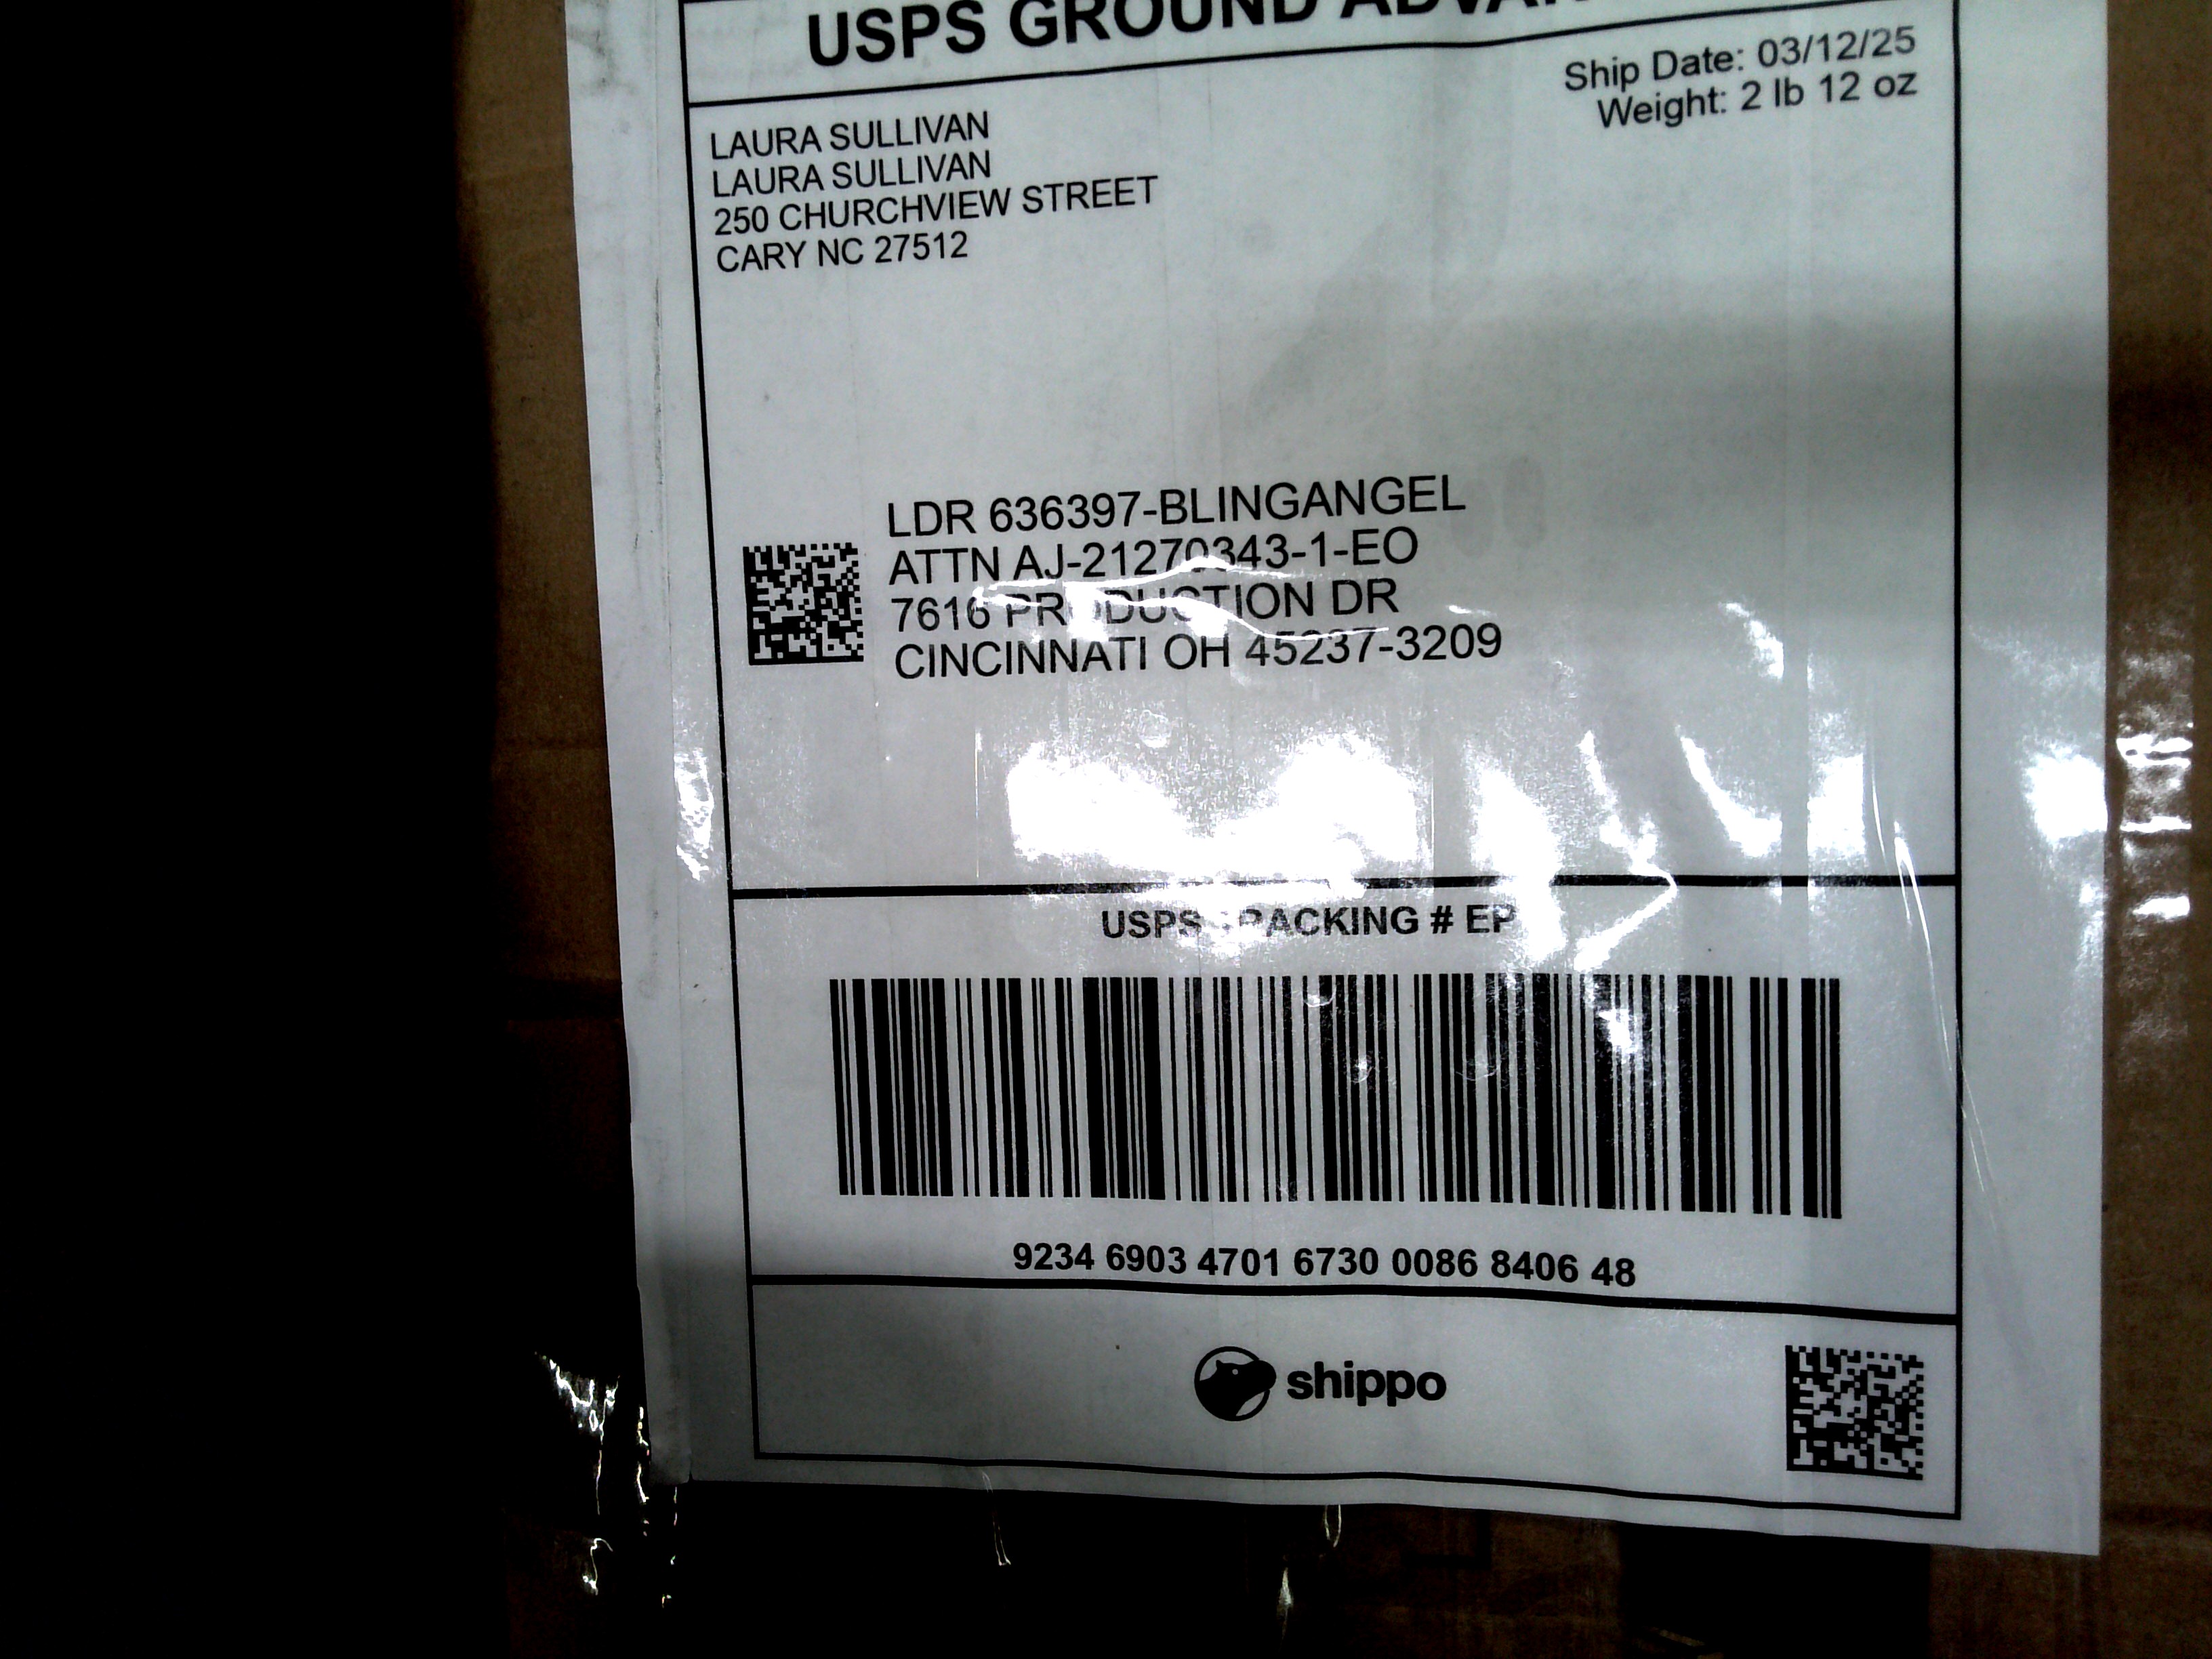 USPS GROUND
Ship Date: 03/12/25
Weight: 2 lb 12 oz
LAURA SULLIVAN
LAURA SULLIVAN
250 CHURCHVIEW STREET
CARY NC 27512
LDR 636397-BLINGANGEL
ATTN AJ-21270343-1-EO
7616 PRODUCTION DR
CINCINNATI OH 45237-3209
USPS TRACKING # EP
9234 6903 4701 6730 0086 8406 48
shippo